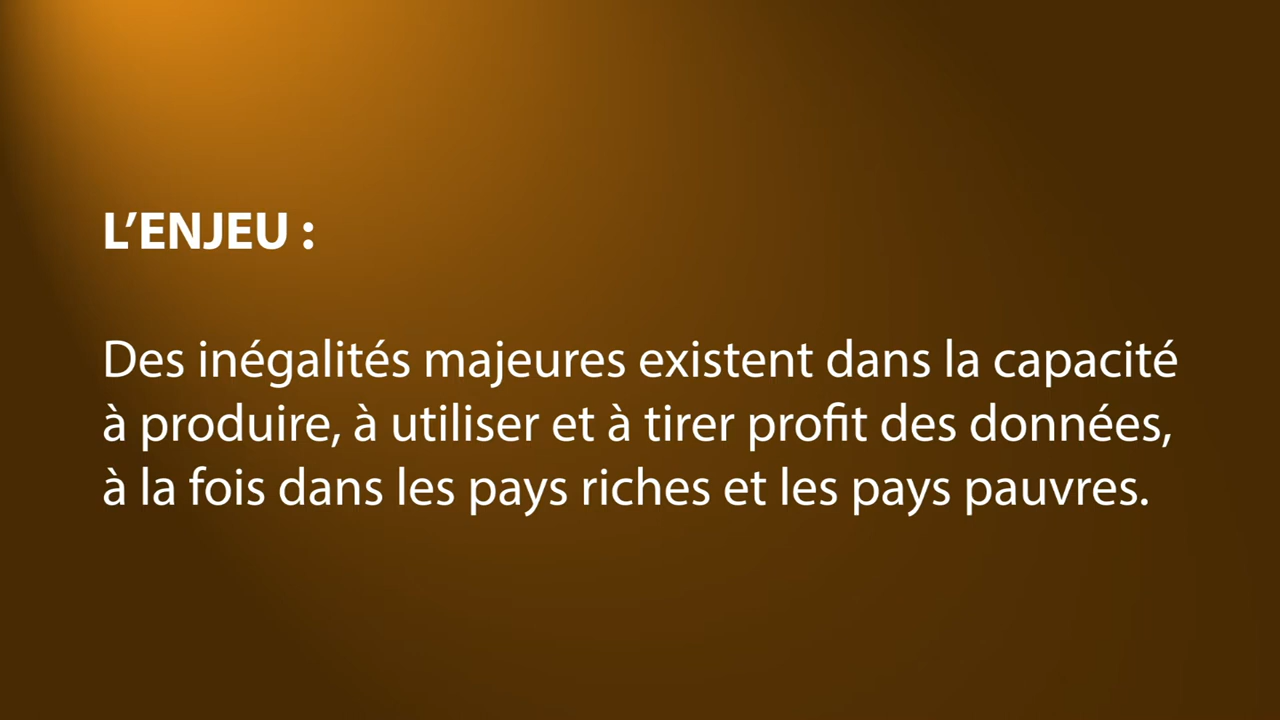 L’ENJEU :
Des inégalités majeures existent dans la capacité
à produire, à utiliser et à tirer profit des données,
à la fois dans les pays riches et les pays pauvres.